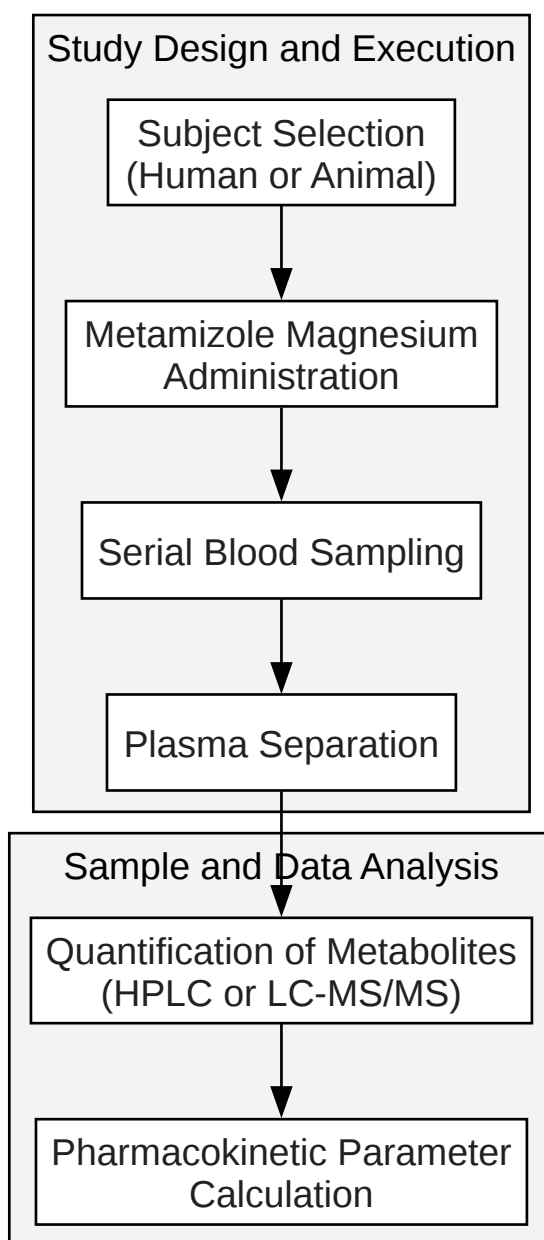 Study Design and Execution
Subject Selection
(Human or Animal)
Metamizole Magnesium
Administration
Serial Blood Sampling
Plasma Separation
Sample and Data Analysis
Quantification of Metabolites
(HPLC or LC-MS/MS)
Pharmacokinetic Parameter
Calculation